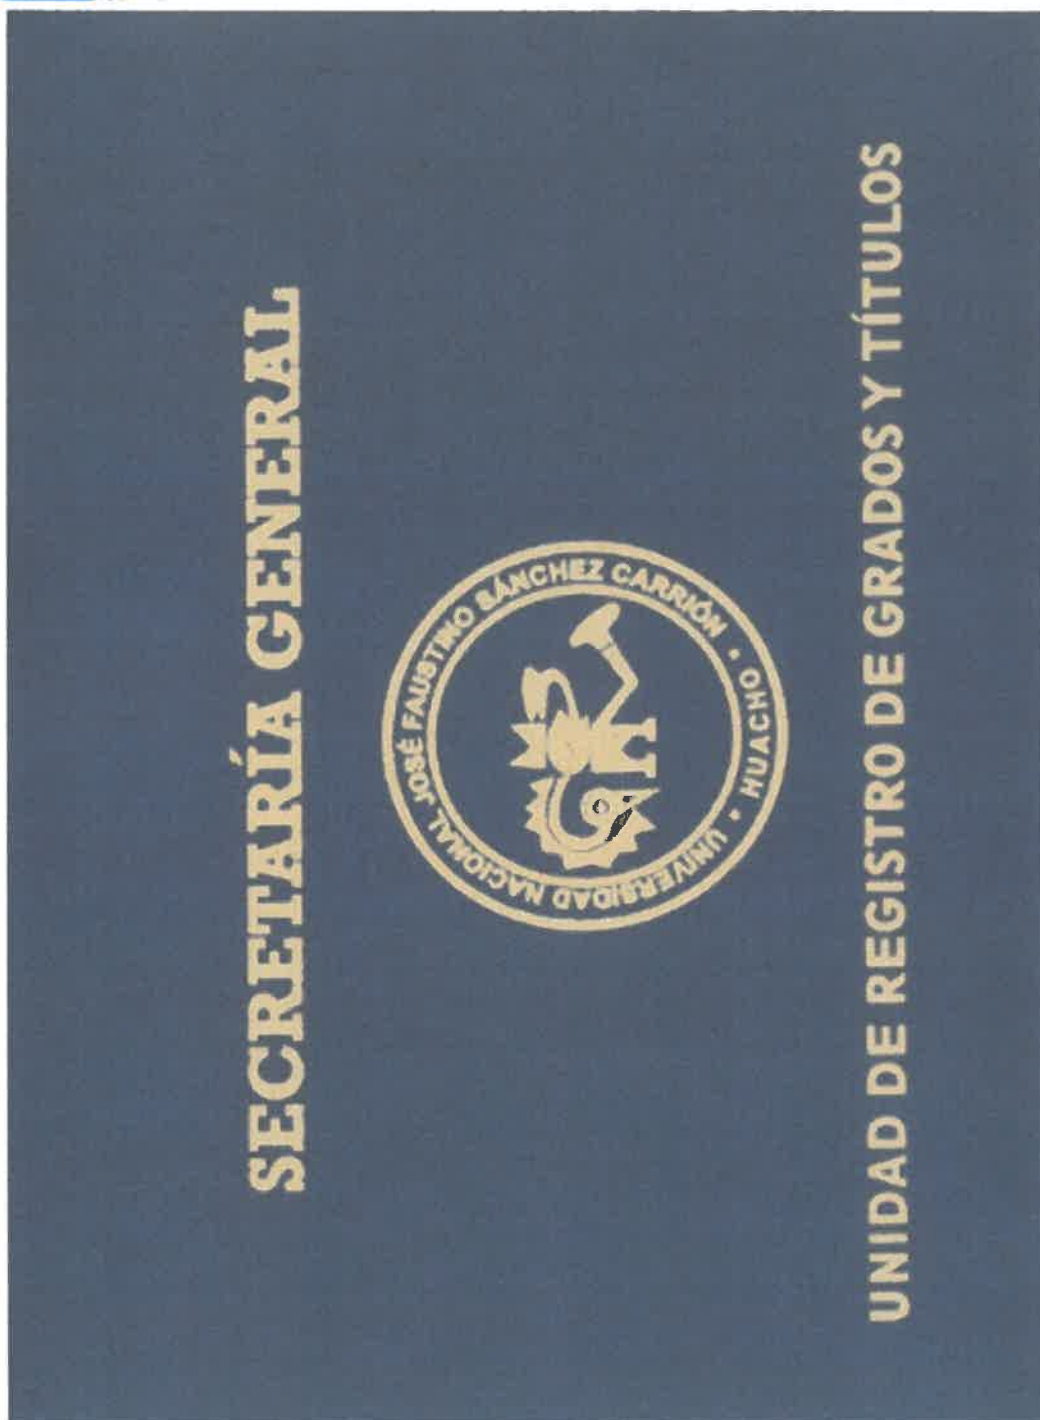 SECRETARÍA GENERAL
UNIVERSIDAD NACIONAL JOSÉ FAUSTINO SÁNCHEZ CARRIÓN • HUACHO •
UNIDAD DE REGISTRO DE GRADOS Y TÍTULOS